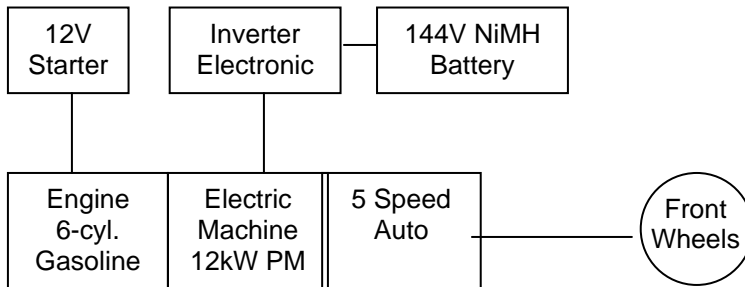 12V
Starter
Inverter
Electronic
144V NiMH
Battery
Engine
6-cyl.
Gasoline
Electric
Machine
12kW PM
5 Speed
Auto
Front
Wheels